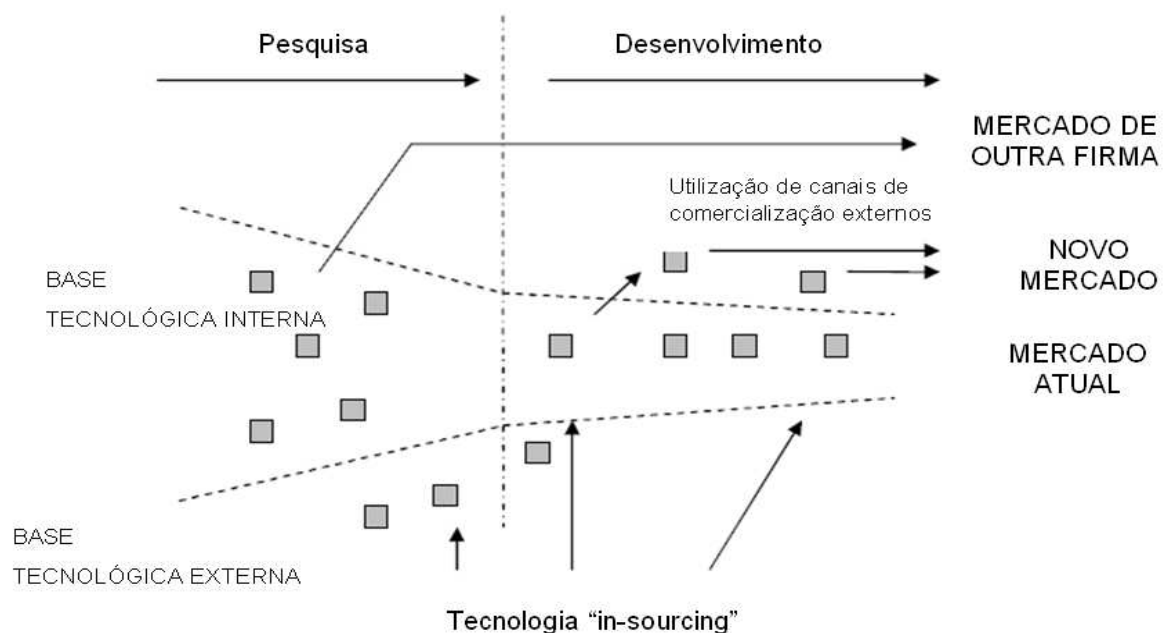 Pesquisa
Desenvolvimento
MERCADO DE
OUTRA FIRMA
Utilização de canais de
comercialização externos
NOVO
MERCADO
BASE
TECNOLÓGICA INTERNA
MERCADO
ATUAL
BASE
TECNOLÓGICA EXTERNA
Tecnologia “in-sourcing”